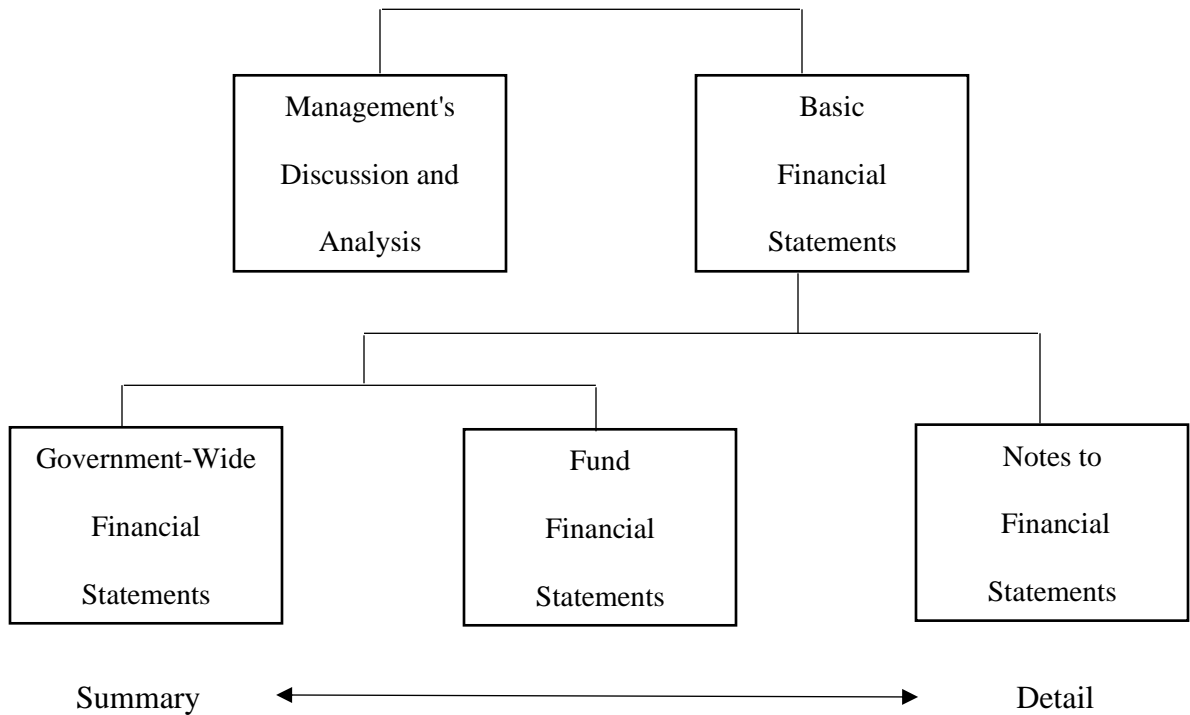 Management's
Discussion and
Analysis
Basic
Financial
Statements
Government-Wide
Financial
Statements
Fund
Financial
Statements
Notes to
Financial
Statements
Summary
Detail